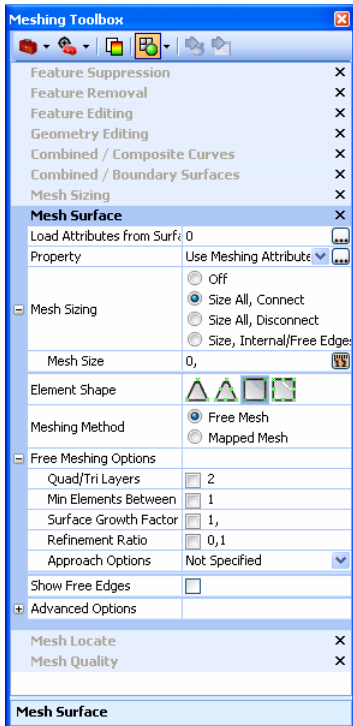 Meshing Toolbox
Feature Suppression
Feature Removal
Feature Editing
Geometry Editing
Combined / Composite Curves
Combined / Boundary Surfaces
Mesh Sizing
Mesh Surface
Load Attributes from Surfa 0 ...
Property Use Meshing Attribute ...
Off
Mesh Sizing
Size All, Connect
Size All, Disconnect
Size, Internal/Free Edges
Mesh Size 0,
Element Shape
Meshing Method
Free Mesh
Mapped Mesh
Free Meshing Options
Quad/Tri Layers 2
Min Elements Between 1
Surface Growth Factor 1,
Refinement Ratio 0,1
Approach Options Not Specified
Show Free Edges
Advanced Options
Mesh Locate
Mesh Quality
Mesh Surface